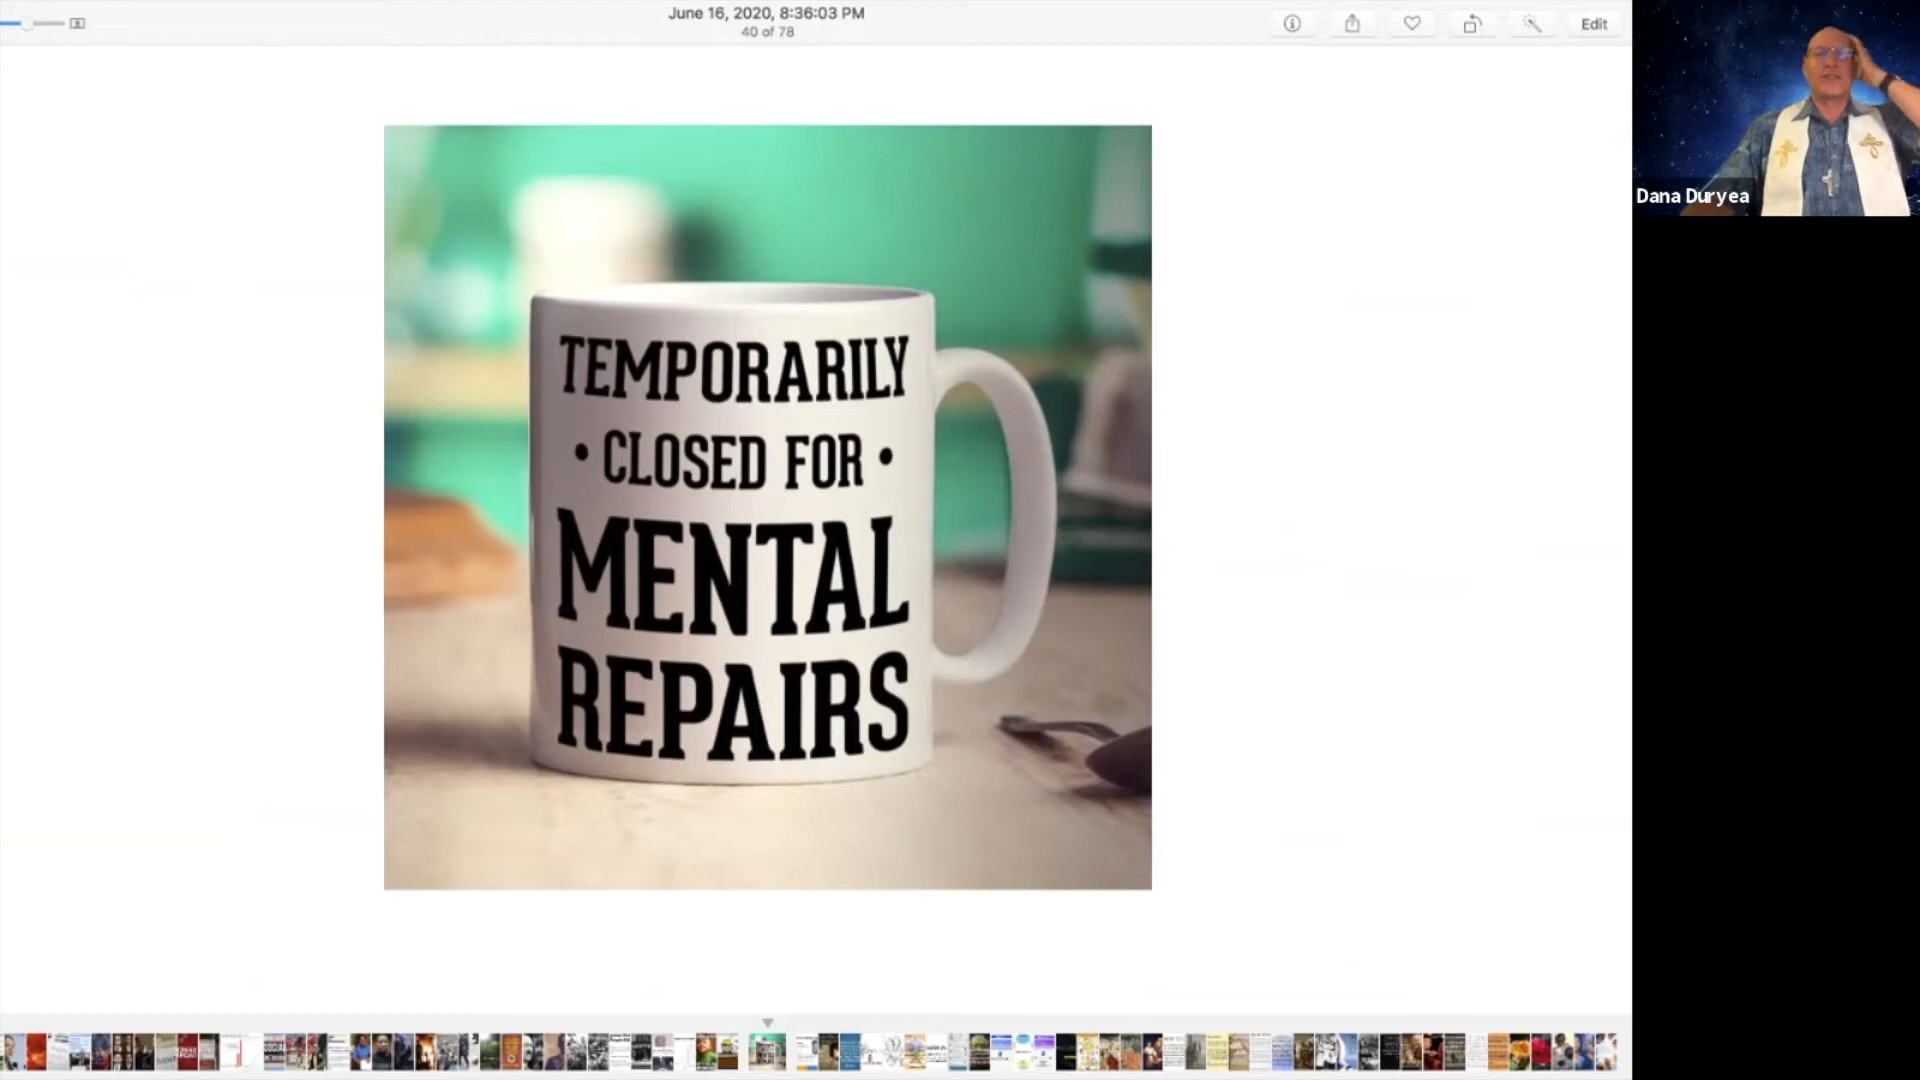 June 16, 2020, 8:36:03 PM
40 of 78
Edit
TEMPORARILY
• CLOSED FOR •
MENTAL
REPAIRS
Dana Duryea